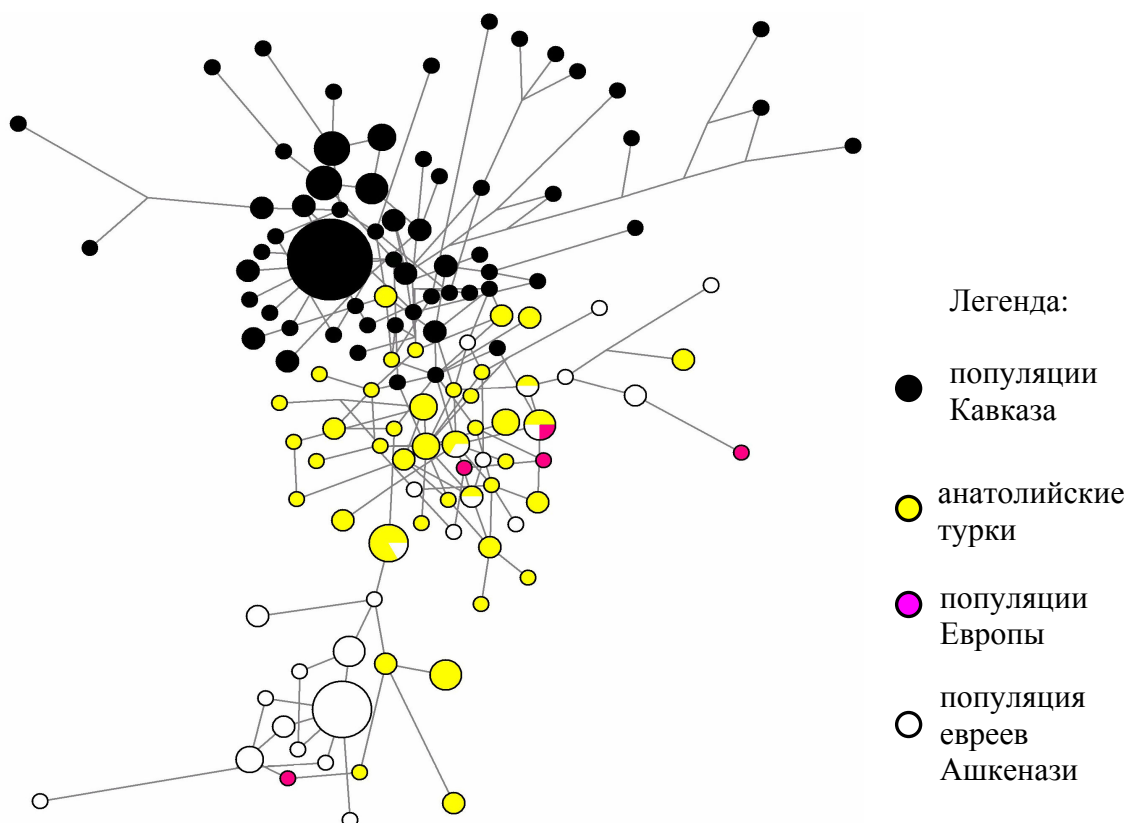 Легенда:
популяции
Кавказа
анатолийские
турки
популяции
Европы
популяция
евреев
Ашкенази